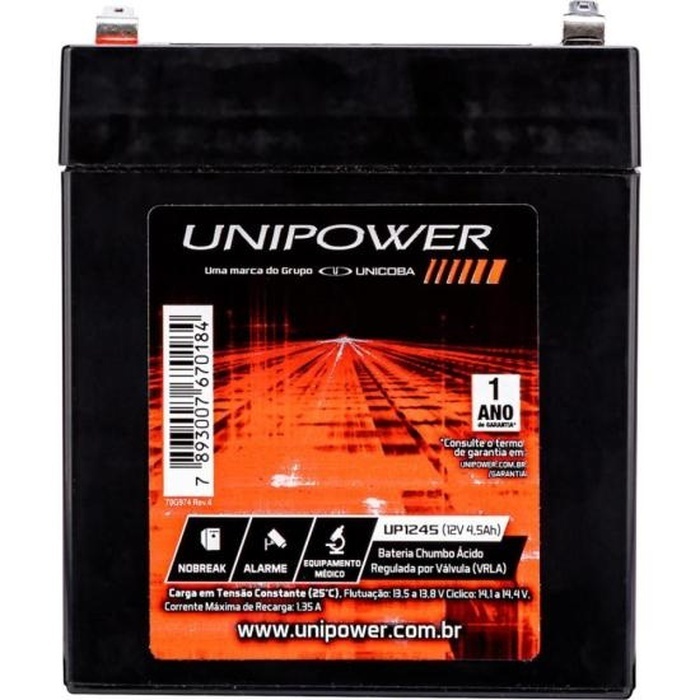 UNIPOWER
Uma marca do Grupo U UNICOBA
7 893007 670184
1
ANO
de GARANTIA*
*Consulte o termo
de garantia em:
UNIPOWER.COM.BR
/GARANTIA
79G974 Rev.4
UP1245 (12V 4,5Ah)
NOBREAK
ALARME
EQUIPAMENTO
MÉDICO
Bateria Chumbo Ácido
Regulada por Válvula (VRLA)
Carga em Tensão Constante (25°C), Flutuação: 13,5 a 13,8 V Cíclico: 14,1 a 14,4 V.
Corrente Máxima de Recarga: 1,35 A
www.unipower.com.br